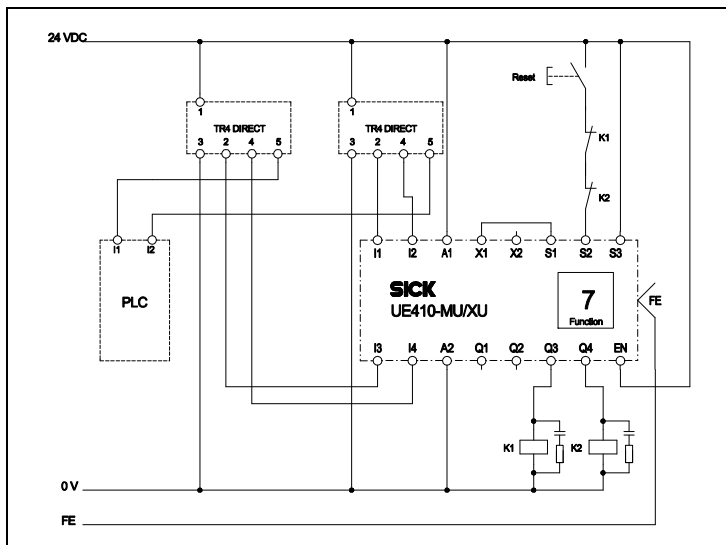 24 VDC
Reset
1 1
TR4 DIRECT TR4 DIRECT
3 2 4 5 3 2 4 5
K1
K2
I1 I2
PLC
I1 I2 A1 X1 X2 S1 S2 S3
SICK
UE410-MU/XU
7
Function
FE
I3 I4 A2 Q1 Q2 Q3 Q4 EN
K1 K2
0 V
FE